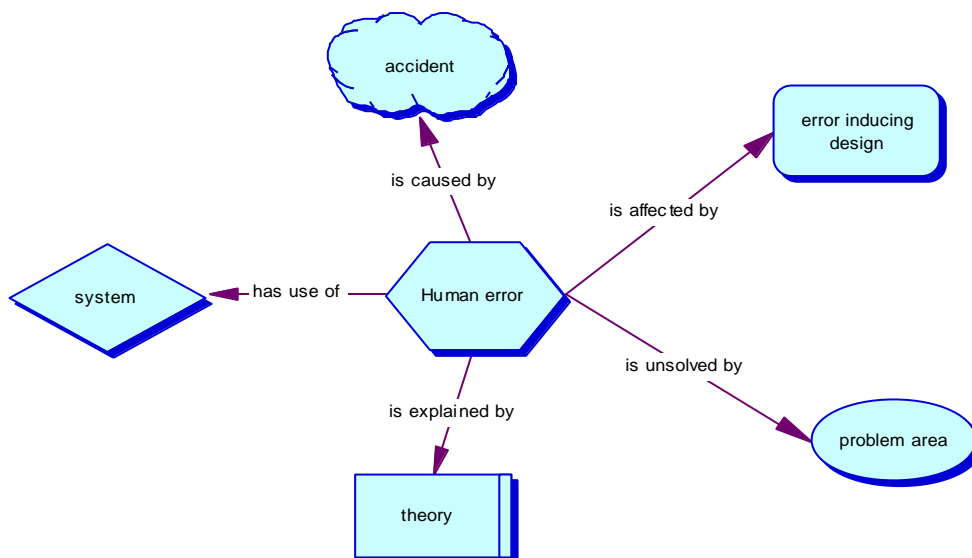 accident
error inducing
design
is caused by
is affected by
system
has use of
Human error
is unsolved by
is explained by
problem area
theory